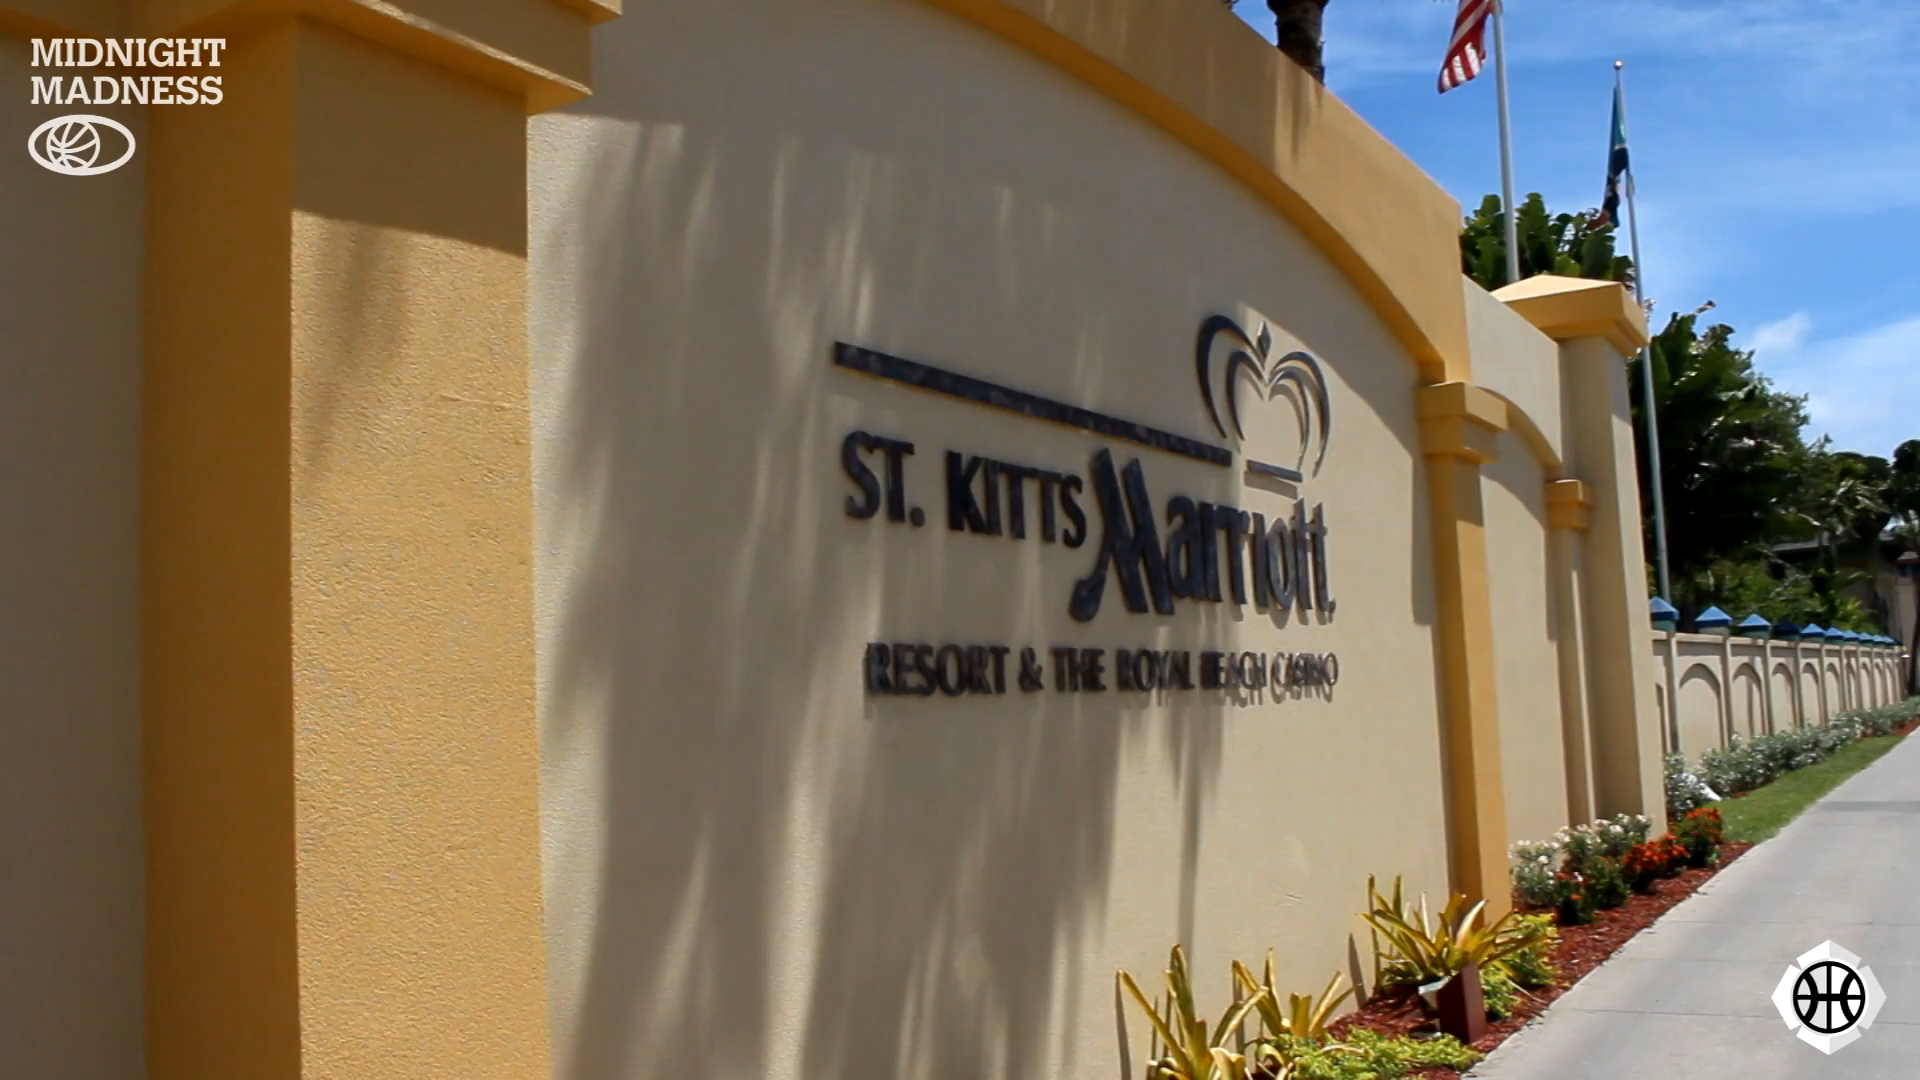 MIDNIGHT
MADNESS
ST. KITTS Marriott
RESORT & THE ROYAL BEACH CASINO